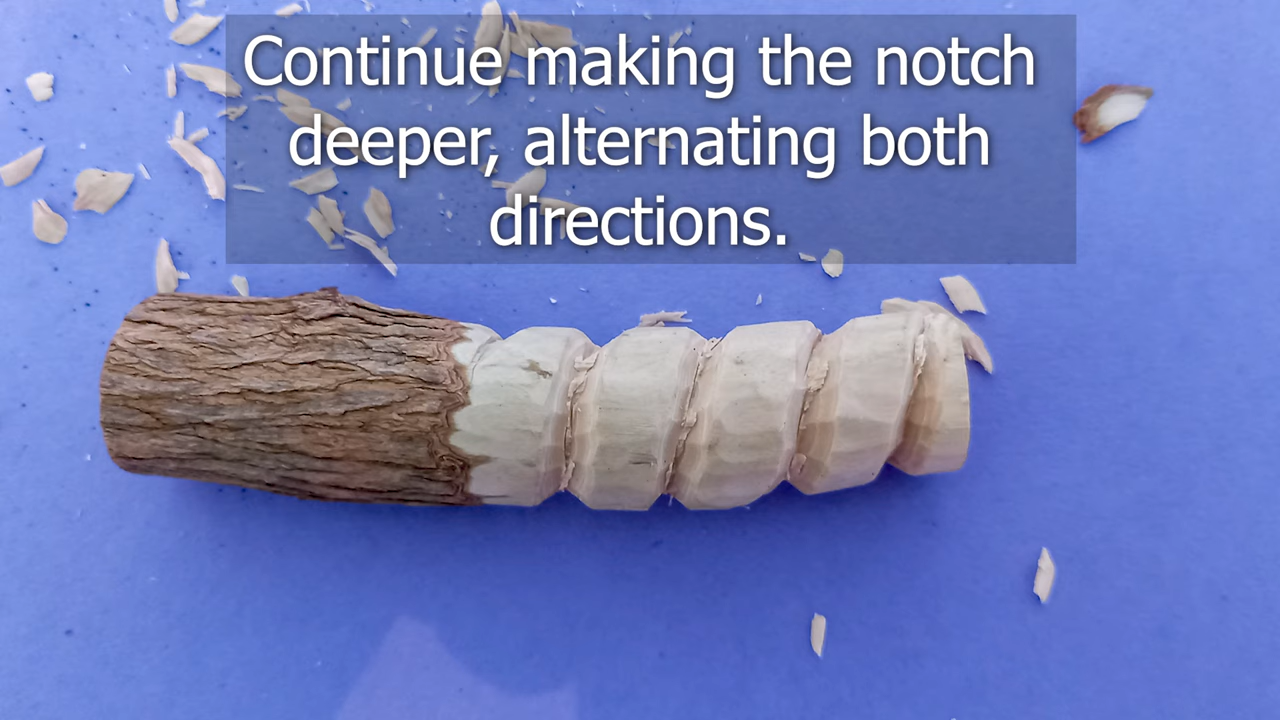 Continue making the notch
deeper, alternating both
directions.